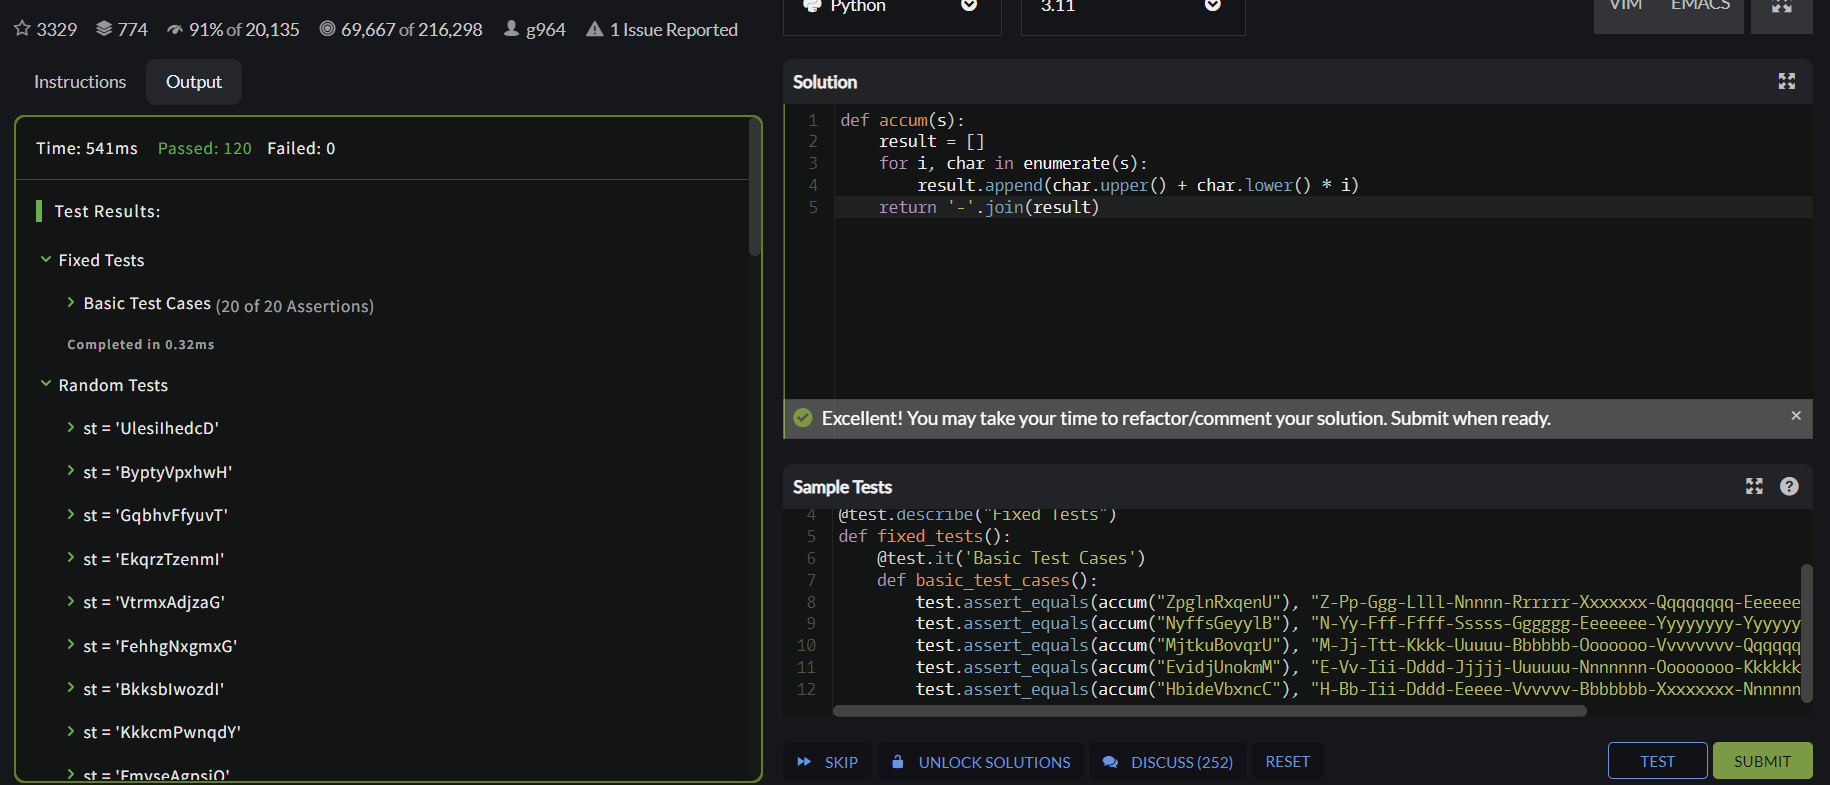 3329 774 91% of 20,135 69,667 of 216,298 g964 1 Issue Reported
Instructions Output
Time: 541ms Passed: 120 Failed: 0
Test Results:
Fixed Tests
Basic Test Cases (20 of 20 Assertions)
Completed in 0.32ms
Random Tests
st = 'UlesiIhedcD'
st = 'ByptyVpxhwH'
st = 'GqbhvFfyuvT'
st = 'EkqrzTzenmI'
st = 'VtrmxAdjzaG'
st = 'FehhgNxgmxG'
st = 'BkksbIwozdI'
st = 'KkkcmPwnqdY'
st = 'FmvseAgnsiO'
Python 3.11 VIM EMACS
Solution
1 def accum(s):
2     result = []
3     for i, char in enumerate(s):
4         result.append(char.upper() + char.lower() * i)
5     return '-'.join(result)
Excellent! You may take your time to refactor/comment your solution. Submit when ready.
Sample Tests
4 @test.describe("Fixed Tests")
5 def fixed_tests():
6     @test.it('Basic Test Cases')
7     def basic_test_cases():
8         test.assert_equals(accum("ZpglnRxqenU"), "Z-Pp-Ggg-Llll-Nnnnn-Rrrrrr-Xxxxxxx-Qqqqqqqq-Eeeeee
9         test.assert_equals(accum("NyffsGeyylB"), "N-Yy-Fff-Ffff-Sssss-Gggggg-Eeeeeee-Yyyyyyyy-Yyyyyy
10         test.assert_equals(accum("MjtkuBovqrU"), "M-Jj-Ttt-Kkkk-Uuuuu-Bbbbbb-Ooooooo-Vvvvvvvv-Qqqqqq
11         test.assert_equals(accum("EvidjUnokmM"), "E-Vv-Iii-Dddd-Jjjjj-Uuuuuu-Nnnnnnn-Oooooooo-Kkkkkk
12         test.assert_equals(accum("HbideVbxncC"), "H-Bb-Iii-Dddd-Eeeee-Vvvvvv-Bbbbbbb-Xxxxxxxx-Nnnnnn
SKIP UNLOCK SOLUTIONS DISCUSS (252) RESET TEST SUBMIT